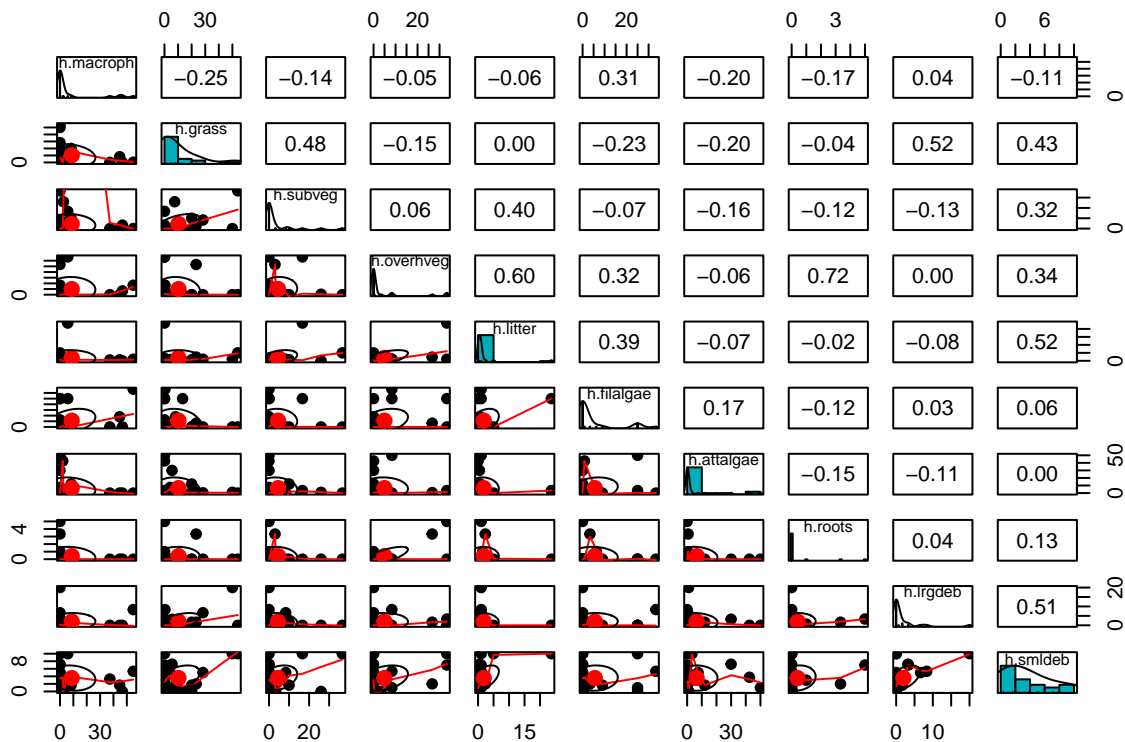 0 30 0 30 0 20 0 3 0 6
h.macroph −0.25 −0.14 −0.05 −0.06 0.31 −0.20 −0.17 0.04 −0.11 0
0 h.grass 0.48 −0.15 0.00 −0.23 −0.20 −0.04 0.52 0.43
h.subveg 0.06 0.40 −0.07 −0.16 −0.12 −0.13 0.32 0
0 h.overhveg 0.60 0.32 −0.06 0.72 0.00 0.34
h.litter 0.39 −0.07 −0.02 −0.08 0.52 0
0 h.filalgae 0.17 −0.12 0.03 0.06
h.attalgae −0.15 −0.11 0.00 0 50
0 4 h.roots 0.04 0.13
h.lrgdeb 0.51 0 20
0 8 h.smldeb
0 30 0 20 0 15 0 30 0 10